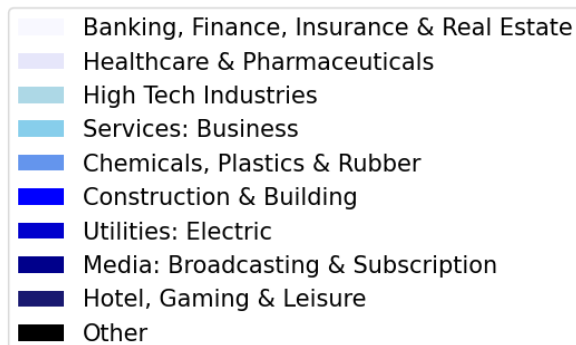 Banking, Finance, Insurance & Real Estate
Healthcare & Pharmaceuticals
High Tech Industries
Services: Business
Chemicals, Plastics & Rubber
Construction & Building
Utilities: Electric
Media: Broadcasting & Subscription
Hotel, Gaming & Leisure
Other